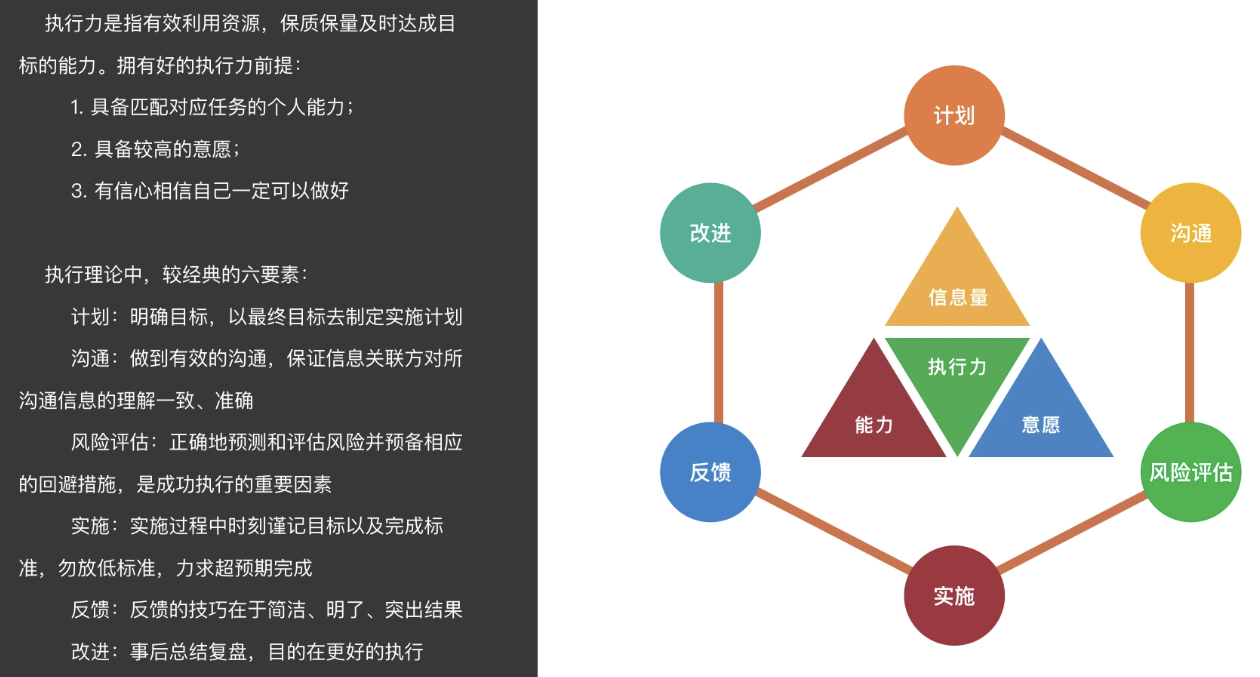 执行力是指有效利用资源，保质保量及时达成目
标的能力。拥有好的执行力前提：
1. 具备匹配对应任务的个人能力；
2. 具备较高的意愿；
3. 有信心相信自己一定可以做好
执行理论中，较经典的六要素：
计划：明确目标，以最终目标去制定实施计划
沟通：做到有效的沟通，保证信息关联方对所
沟通信息的理解一致、准确
风险评估：正确地预测和评估风险并预备相应
的回避措施，是成功执行的重要因素
实施：实施过程中时刻谨记目标以及完成标
准，勿放低标准，力求超预期完成
反馈：反馈的技巧在于简洁、明了、突出结果
改进：事后总结复盘，目的在更好的执行
计划
改进
沟通
信息量
执行力
能力
意愿
反馈
风险评估
实施